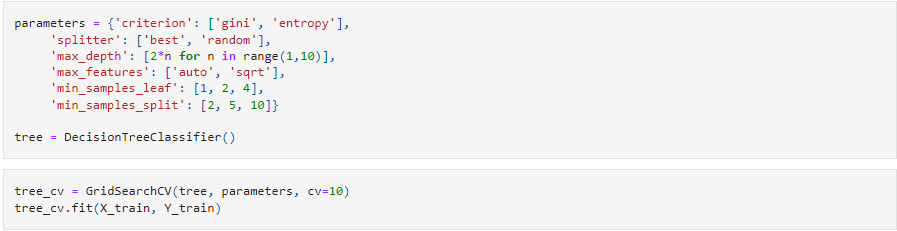 parameters = {'criterion': ['gini', 'entropy'],
     'splitter': ['best', 'random'],
     'max_depth': [2*n for n in range(1,10)],
     'max_features': ['auto', 'sqrt'],
     'min_samples_leaf': [1, 2, 4],
     'min_samples_split': [2, 5, 10]}
tree = DecisionTreeClassifier()
tree_cv = GridSearchCV(tree, parameters, cv=10)
tree_cv.fit(X_train, Y_train)